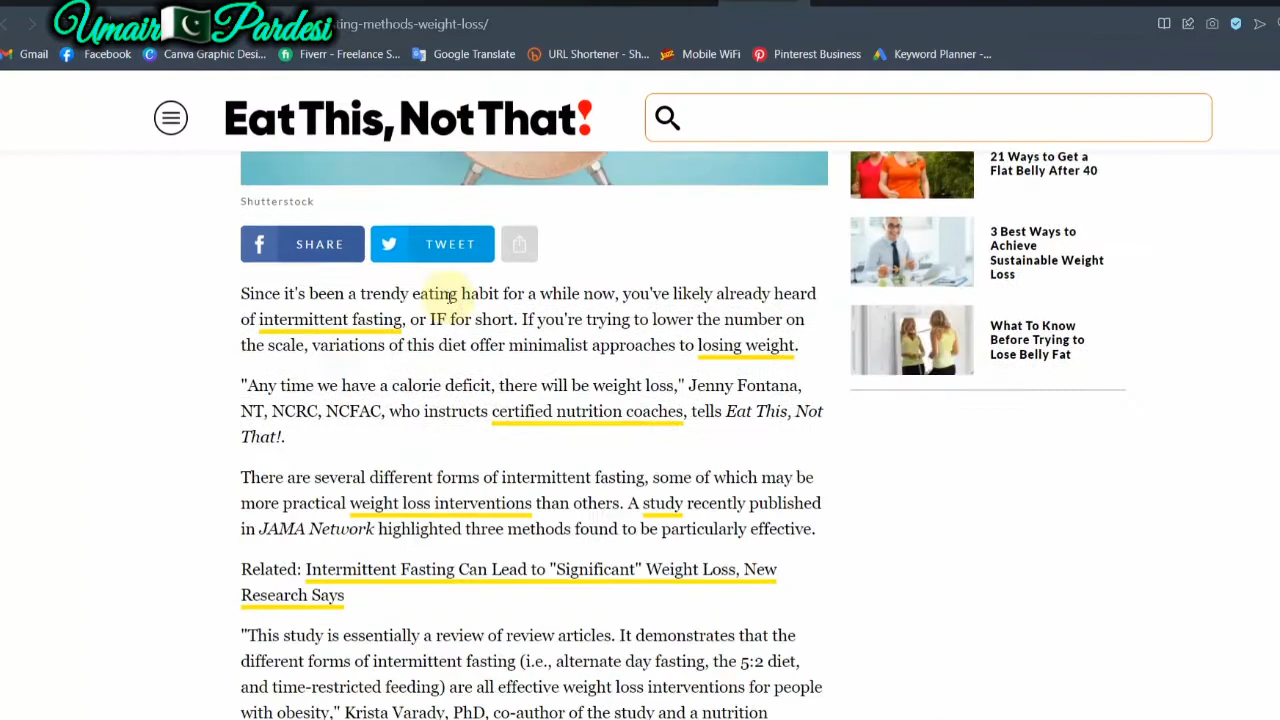 Umair Pardesi
ting-methods-weight-loss/
Gmail Facebook Canva Graphic Desi... Fiverr - Freelance S... Google Translate URL Shortener - Sh... Mobile WiFi Pinterest Business Keyword Planner -...
Eat This, Not That!
21 Ways to Get a
Flat Belly After 40
3 Best Ways to
Achieve
Sustainable Weight
Loss
What To Know
Before Trying to
Lose Belly Fat
Shutterstock
SHARE TWEET
Since it's been a trendy eating habit for a while now, you've likely already heard
of intermittent fasting, or IF for short. If you're trying to lower the number on
the scale, variations of this diet offer minimalist approaches to losing weight.
"Any time we have a calorie deficit, there will be weight loss," Jenny Fontana,
NT, NCRC, NCFAC, who instructs certified nutrition coaches, tells Eat This, Not
That!.
There are several different forms of intermittent fasting, some of which may be
more practical weight loss interventions than others. A study recently published
in JAMA Network highlighted three methods found to be particularly effective.
Related: Intermittent Fasting Can Lead to "Significant" Weight Loss, New
Research Says
"This study is essentially a review of review articles. It demonstrates that the
different forms of intermittent fasting (i.e., alternate day fasting, the 5:2 diet,
and time-restricted feeding) are all effective weight loss interventions for people
with obesity," Krista Varady, PhD, co-author of the study and a nutrition